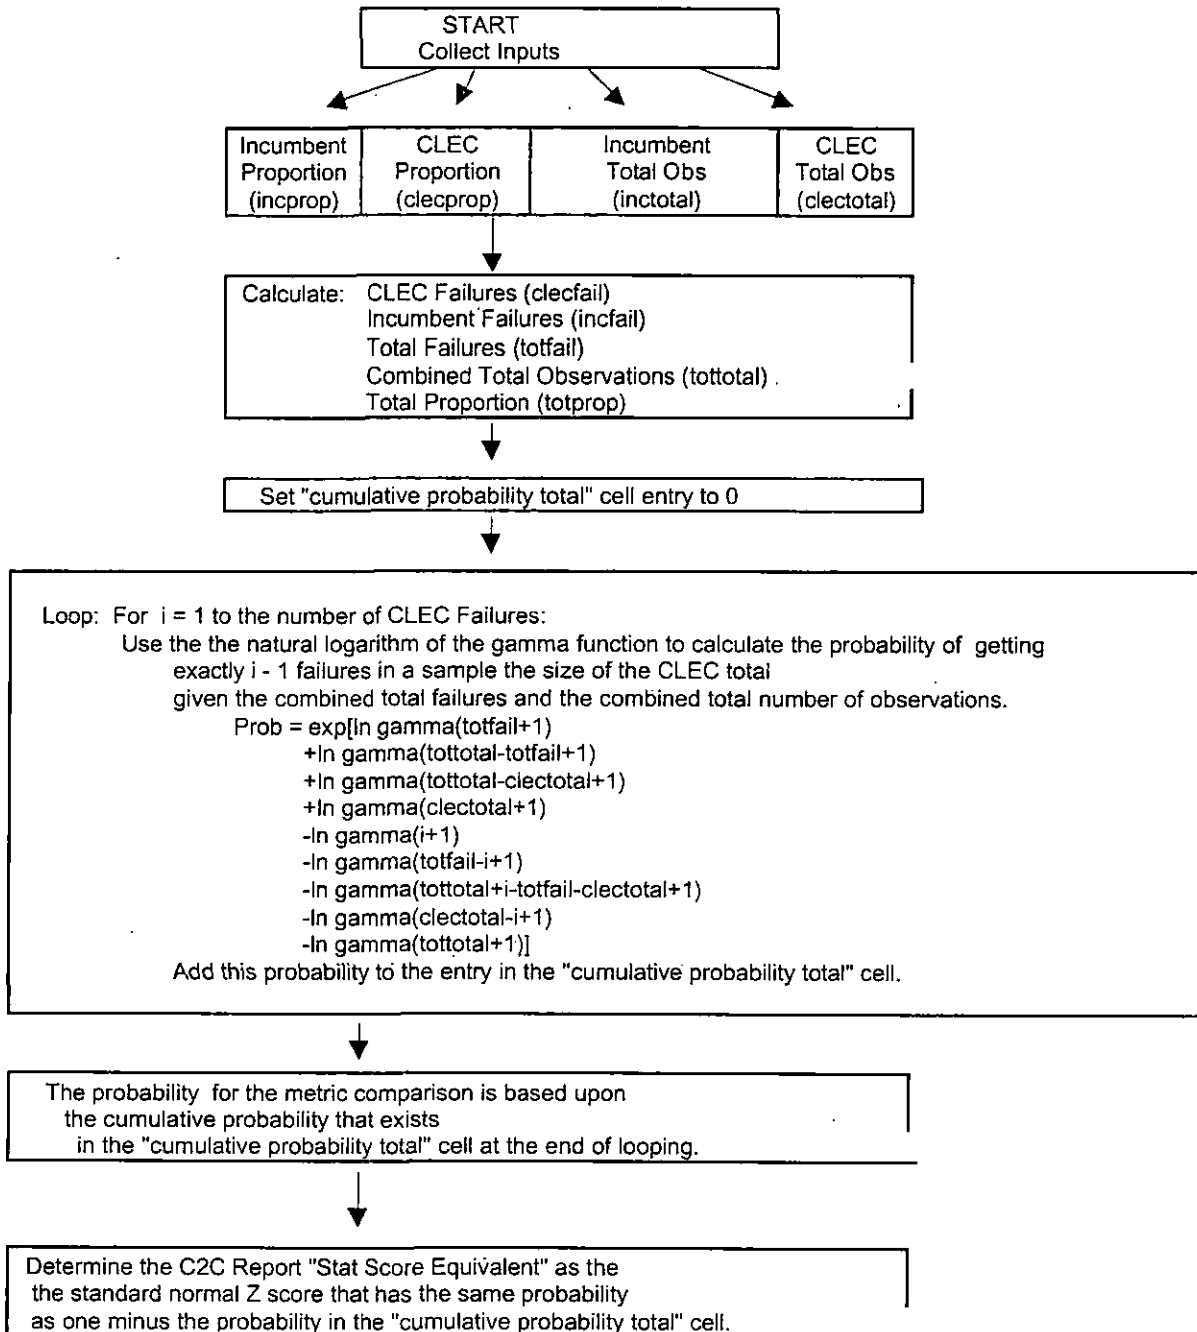 START
Collect Inputs
Incumbent
Proportion
(incprop)
CLEC
Proportion
(clecprop)
Incumbent
Total Obs
(inctotal)
CLEC
Total Obs
(clectotal)
Calculate: CLEC Failures (clecfail)
Incumbent Failures (incfail)
Total Failures (totfail)
Combined Total Observations (tottotal)
Total Proportion (totprop)
Set "cumulative probability total" cell entry to 0
Loop: For i = 1 to the number of CLEC Failures:
Use the the natural logarithm of the gamma function to calculate the probability of getting
exactly i - 1 failures in a sample the size of the CLEC total
given the combined total failures and the combined total number of observations.
Prob = exp[ln gamma(totfail+1)
+ln gamma(tottotal-totfail+1)
+ln gamma(tottotal-clectotal+1)
+ln gamma(clectotal+1)
-ln gamma(i+1)
-ln gamma(totfail-i+1)
-ln gamma(tottotal+i-totfail-clectotal+1)
-ln gamma(clectotal-i+1)
-ln gamma(tottotal+1)]
Add this probability to the entry in the "cumulative probability total" cell.
The probability for the metric comparison is based upon
the cumulative probability that exists
in the "cumulative probability total" cell at the end of looping.
Determine the C2C Report "Stat Score Equivalent" as the
the standard normal Z score that has the same probability
as one minus the probability in the "cumulative probability total" cell.